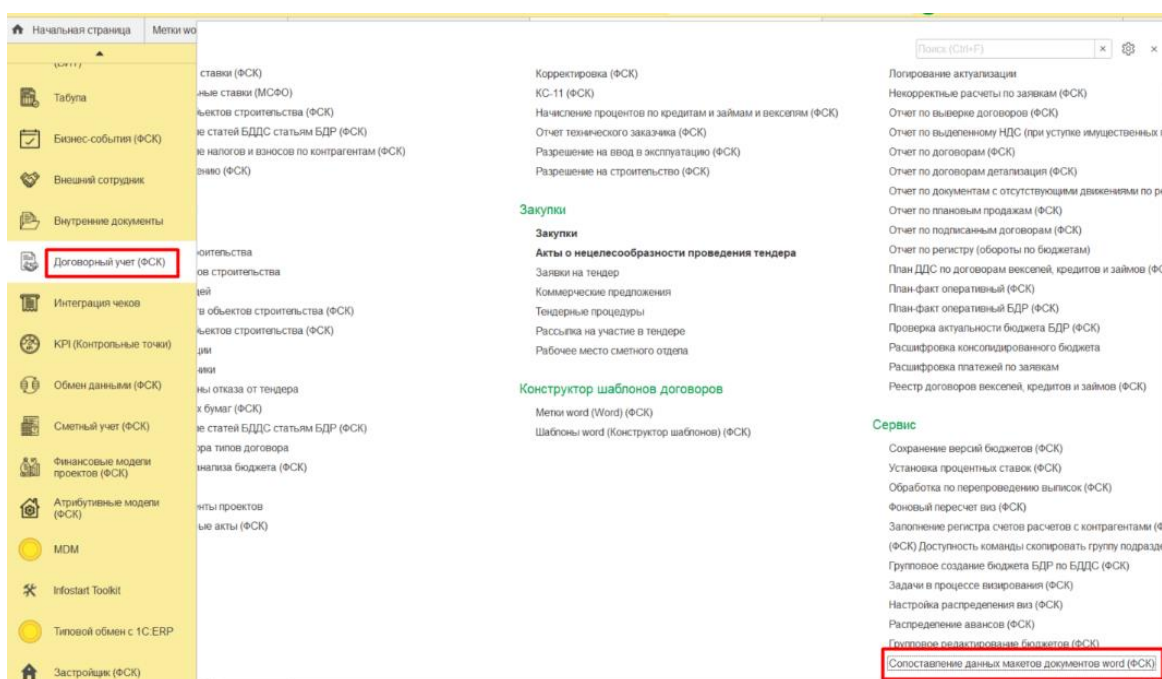 Начальная страница
Метки wo
Поиск (Ctrl+F)
Табула
Бизнес-события (ФСК)
Внешний сотрудник
Внутренние документы
Договорный учет (ФСК)
Интеграция чеков
KPI (Контрольные точки)
Обмен данными (ФСК)
Сметный учет (ФСК)
Финансовые модели
проектов (ФСК)
Атрибутивные модели
(ФСК)
MDM
Infostart Toolkit
Типовой обмен с 1С:ERP
Застройщик (ФСК)
ставки (ФСК)
ные ставки (МСФО)
ъектов строительства (ФСК)
е статей БДДС статьям БДР (ФСК)
е налогов и взносов по контрагентам (ФСК)
ению (ФСК)
оительства
ов строительства
ей
в объектов строительства (ФСК)
ъектов строительства (ФСК)
ции
ники
ны отказа от тендера
х бумаг (ФСК)
е статей БДДС статьям БДР (ФСК)
ора типов договора
нализа бюджета (ФСК)
нты проектов
ые акты (ФСК)
Корректировка (ФСК)
КС-11 (ФСК)
Начисление процентов по кредитам и займам и векселям (ФСК)
Отчет технического заказчика (ФСК)
Разрешение на ввод в эксплуатацию (ФСК)
Разрешение на строительство (ФСК)
Закупки
Закупки
Акты о нецелесообразности проведения тендера
Заявки на тендер
Коммерческие предложения
Тендерные процедуры
Рассылка на участие в тендере
Рабочее место сметного отдела
Конструктор шаблонов договоров
Метки word (Word) (ФСК)
Шаблоны word (Конструктор шаблонов) (ФСК)
Логирование актуализации
Некорректные расчеты по заявкам (ФСК)
Отчет по выверке договоров (ФСК)
Отчет по выделенному НДС (при уступке имущественных
Отчет по договорам (ФСК)
Отчет по договорам детализация (ФСК)
Отчет по документам с отсутствующими движениями по р
Отчет по плановым продажам (ФСК)
Отчет по подписанным договорам (ФСК)
Отчет по регистру (обороты по бюджетам)
План ДДС по договорам векселей, кредитов и займов (ФС
План-факт оперативный (ФСК)
План-факт оперативный БДР (ФСК)
Проверка актуальности бюджета БДР (ФСК)
Расшифровка консолидированного бюджета
Расшифровка платежей по заявкам
Реестр договоров векселей, кредитов и займов (ФСК)
Сервис
Сохранение версий бюджетов (ФСК)
Установка процентных ставок (ФСК)
Обработка по перепроведению выписок (ФСК)
Фоновый пересчет виз (ФСК)
Заполнение регистра счетов расчетов с контрагентами (Ф
(ФСК) Доступность команды скопировать группу подразде
Групповое создание бюджета БДР по БДДС (ФСК)
Задачи в процессе визирования (ФСК)
Настройка распределения виз (ФСК)
Распределение авансов (ФСК)
Групповое редактирование бюджетов (ФСК)
Сопоставление данных макетов документов word (ФСК)